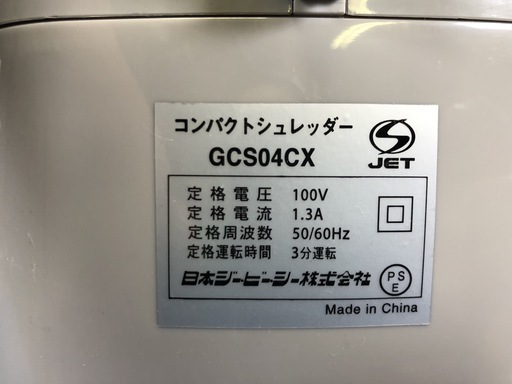 コンパクトシュレッダー
GCS04CX
JET
定格電圧 100V
定格電流 1.3A
定格周波数 50/60Hz
定格運転時間 3分運転
日本ジービーシー株式会社
PS
E
Made in China